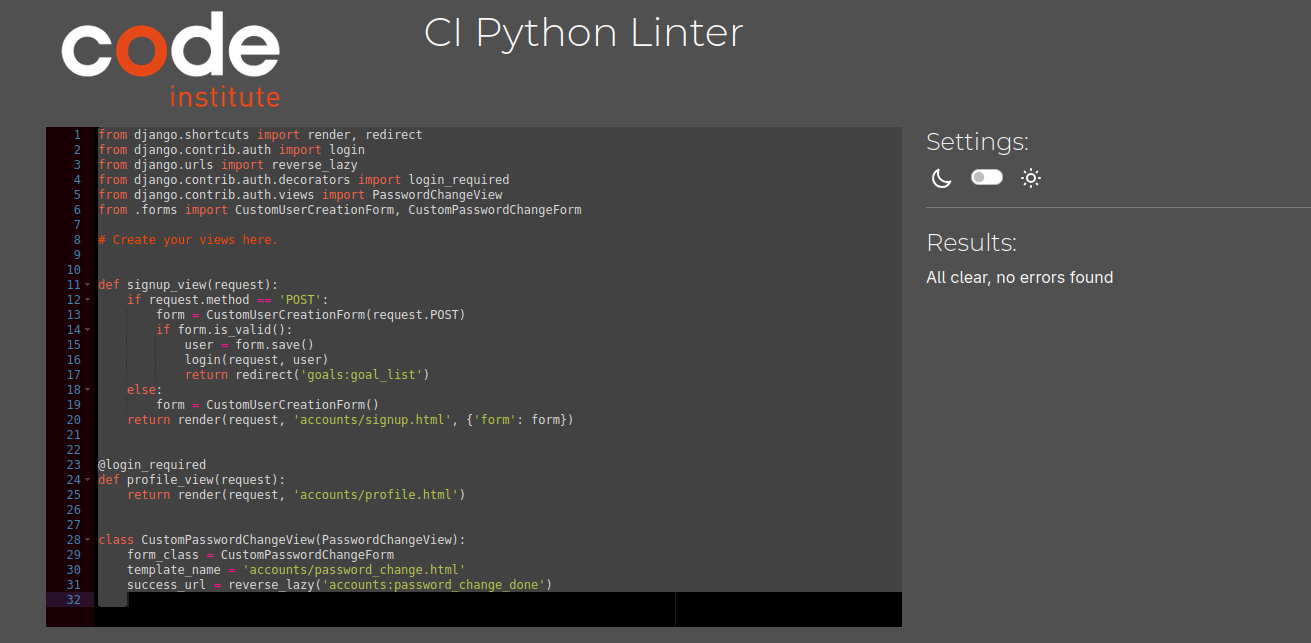 code
institute
CI Python Linter
1 from django.shortcuts import render, redirect
2 from django.contrib.auth import login
3 from django.urls import reverse_lazy
4 from django.contrib.auth.decorators import login_required
5 from django.contrib.auth.views import PasswordChangeView
6 from .forms import CustomUserCreationForm, CustomPasswordChangeForm
7
8 # Create your views here.
9
10
11 def signup_view(request):
12     if request.method == 'POST':
13         form = CustomUserCreationForm(request.POST)
14         if form.is_valid():
15             user = form.save()
16             login(request, user)
17             return redirect('goals:goal_list')
18     else:
19         form = CustomUserCreationForm()
20     return render(request, 'accounts/signup.html', {'form': form})
21
22
23 @login_required
24 def profile_view(request):
25     return render(request, 'accounts/profile.html')
26
27
28 class CustomPasswordChangeView(PasswordChangeView):
29     form_class = CustomPasswordChangeForm
30     template_name = 'accounts/password_change.html'
31     success_url = reverse_lazy('accounts:password_change_done')
32
Settings:
Results:
All clear, no errors found